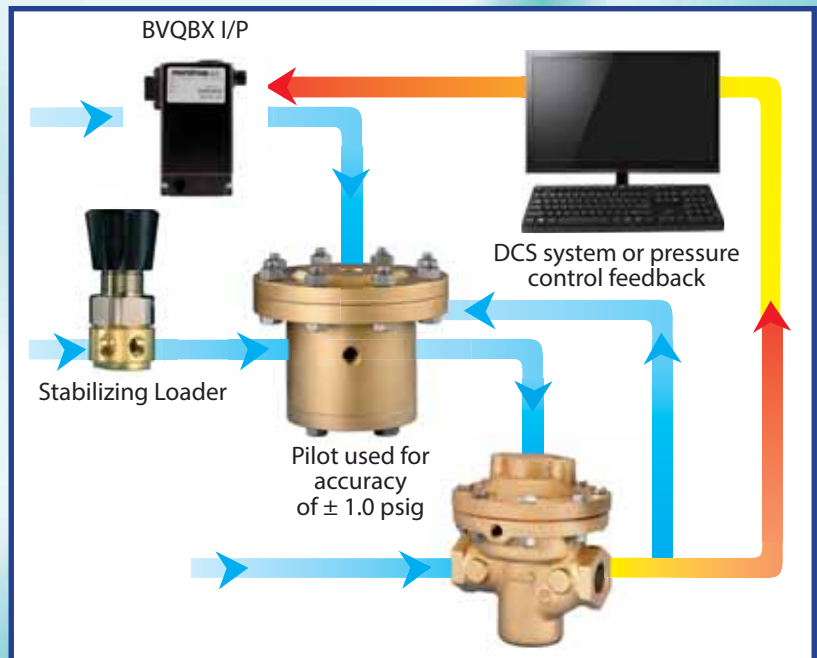 BVQBX I/P
DCS system or pressure
control feedback
Stabilizing Loader
Pilot used for
accuracy
of ± 1.0 psig